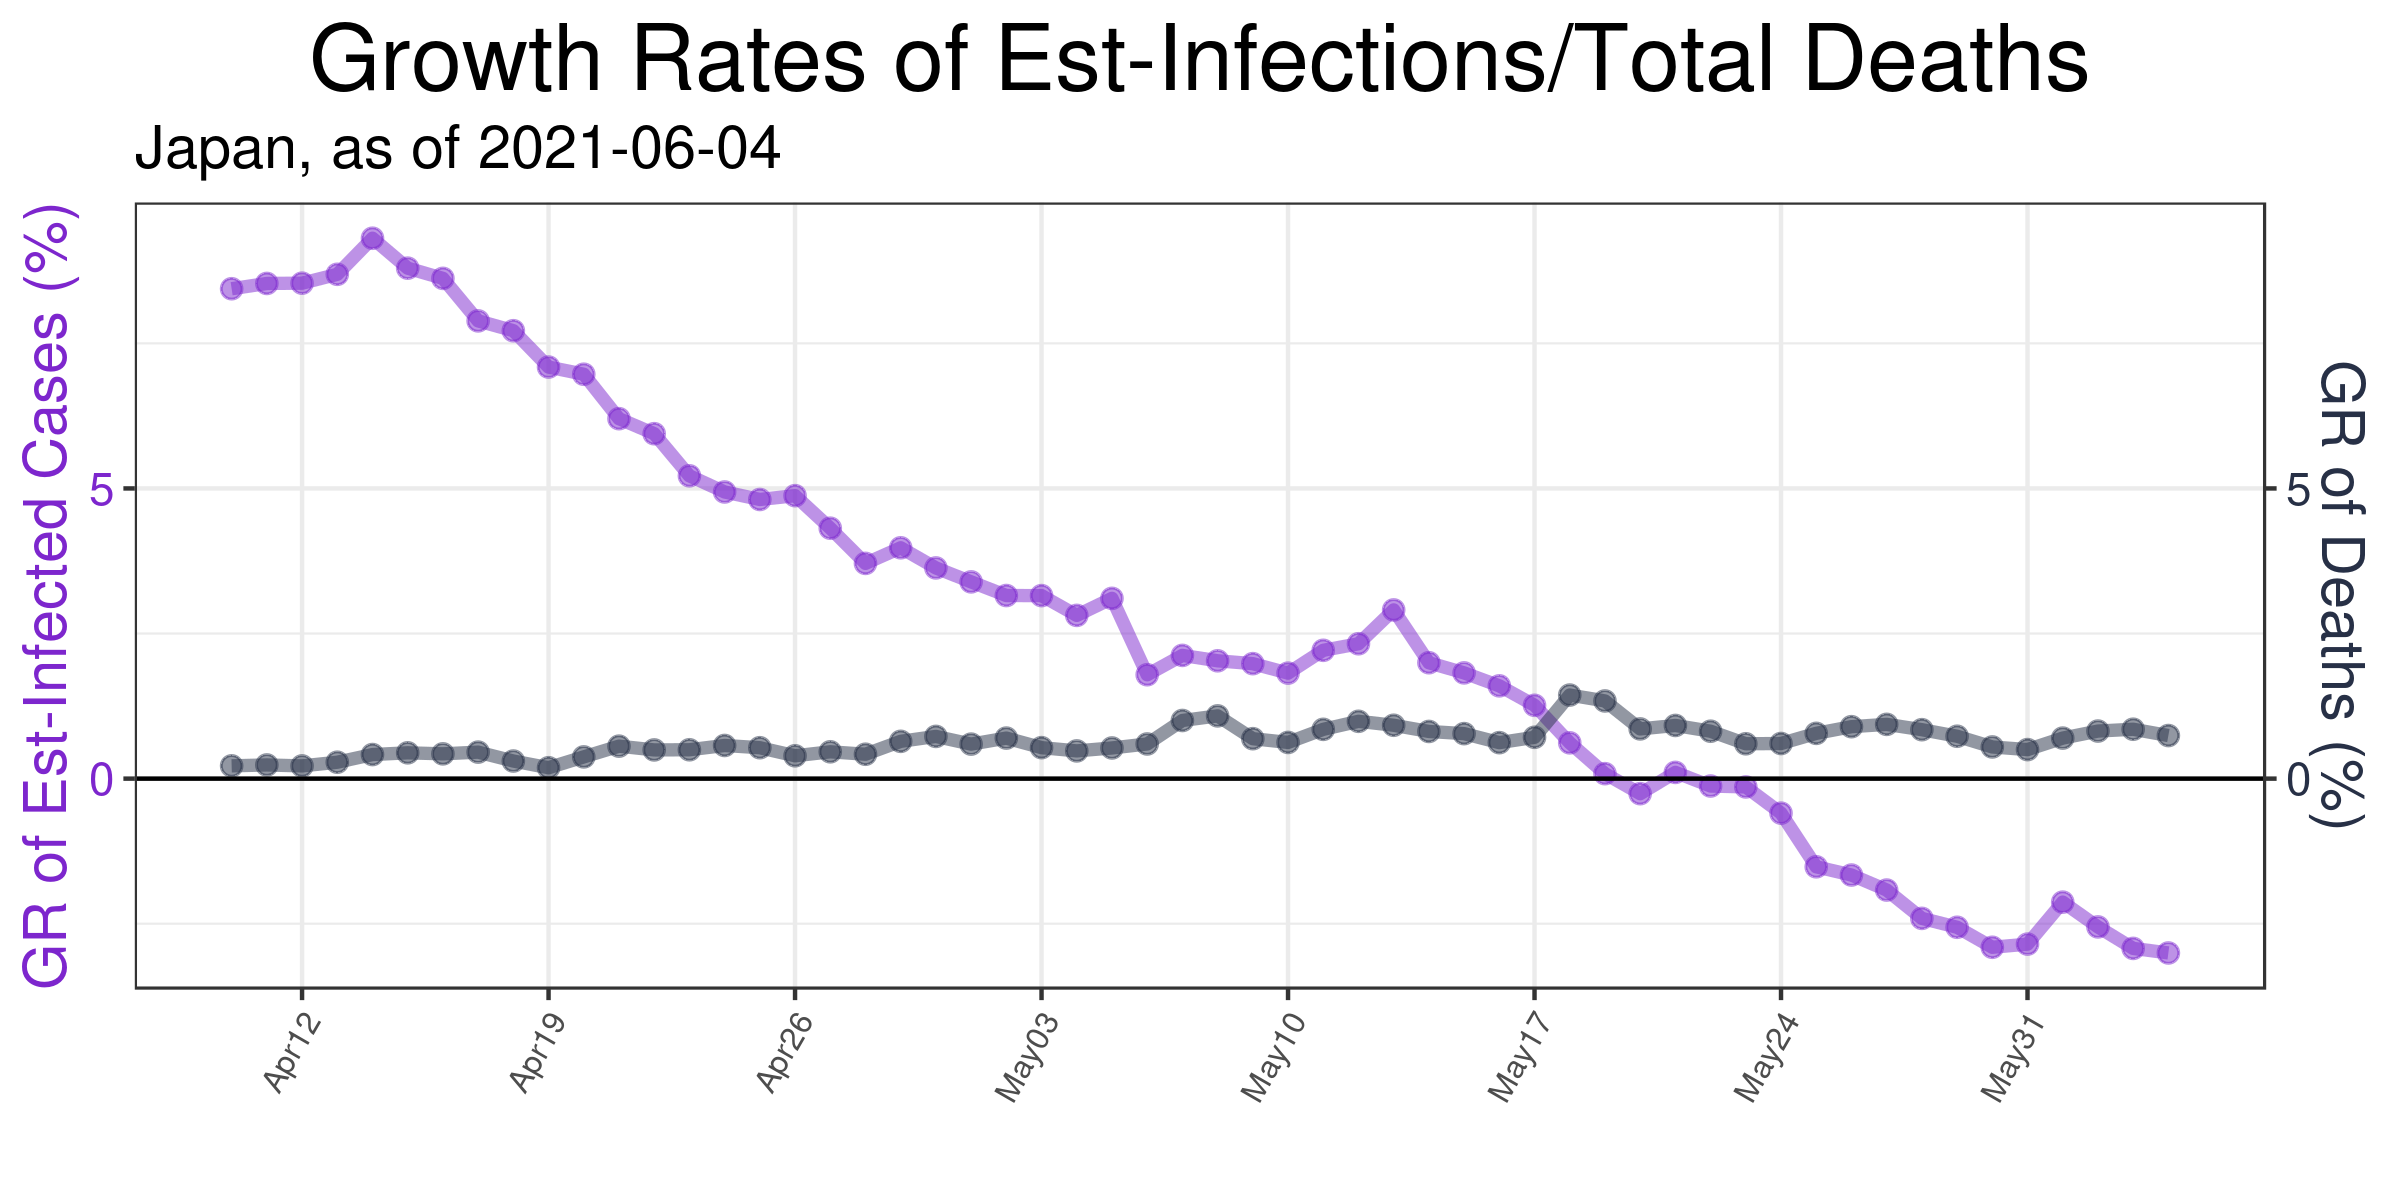 Growth Rates of Est-Infections/Total Deaths
Japan, as of 2021-06-04
GR of Est-Infected Cases (%)
5
0
5
0
GR of Deaths (%)
Apr12
Apr19
Apr26
May03
May10
May17
May24
May31